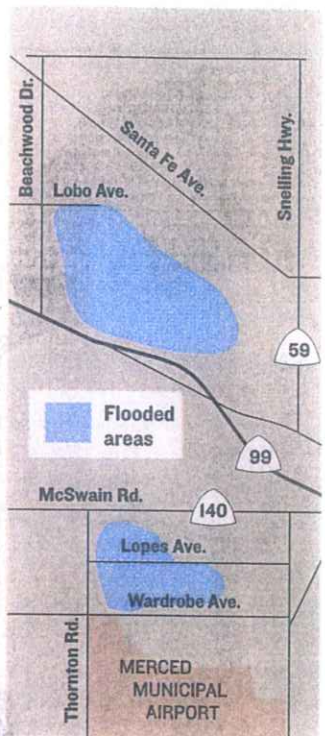 Beachwood Dr.
Santa Fe Ave.
Snelling Hwy.
Lobo Ave.
59
Flooded
areas
99
McSwain Rd.
140
Lopes Ave.
Wardrobe Ave.
Thornton Rd.
MERCED
MUNICIPAL
AIRPORT